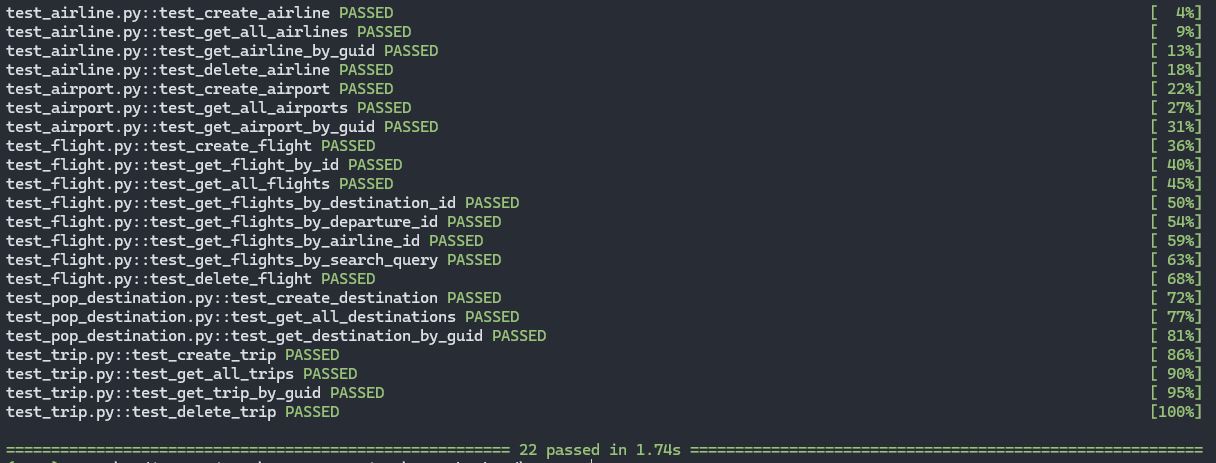 test_airline.py::test_create_airline PASSED [  4%]
test_airline.py::test_get_all_airlines PASSED [  9%]
test_airline.py::test_get_airline_by_guid PASSED [ 13%]
test_airline.py::test_delete_airline PASSED [ 18%]
test_airport.py::test_create_airport PASSED [ 22%]
test_airport.py::test_get_all_airports PASSED [ 27%]
test_airport.py::test_get_airport_by_guid PASSED [ 31%]
test_flight.py::test_create_flight PASSED [ 36%]
test_flight.py::test_get_flight_by_id PASSED [ 40%]
test_flight.py::test_get_all_flights PASSED [ 45%]
test_flight.py::test_get_flights_by_destination_id PASSED [ 50%]
test_flight.py::test_get_flights_by_departure_id PASSED [ 54%]
test_flight.py::test_get_flights_by_airline_id PASSED [ 59%]
test_flight.py::test_get_flights_by_search_query PASSED [ 63%]
test_flight.py::test_delete_flight PASSED [ 68%]
test_pop_destination.py::test_create_destination PASSED [ 72%]
test_pop_destination.py::test_get_all_destinations PASSED [ 77%]
test_pop_destination.py::test_get_destination_by_guid PASSED [ 81%]
test_trip.py::test_create_trip PASSED [ 86%]
test_trip.py::test_get_all_trips PASSED [ 90%]
test_trip.py::test_get_trip_by_guid PASSED [ 95%]
test_trip.py::test_delete_trip PASSED [100%]
======================================================== 22 passed in 1.74s =========================================================